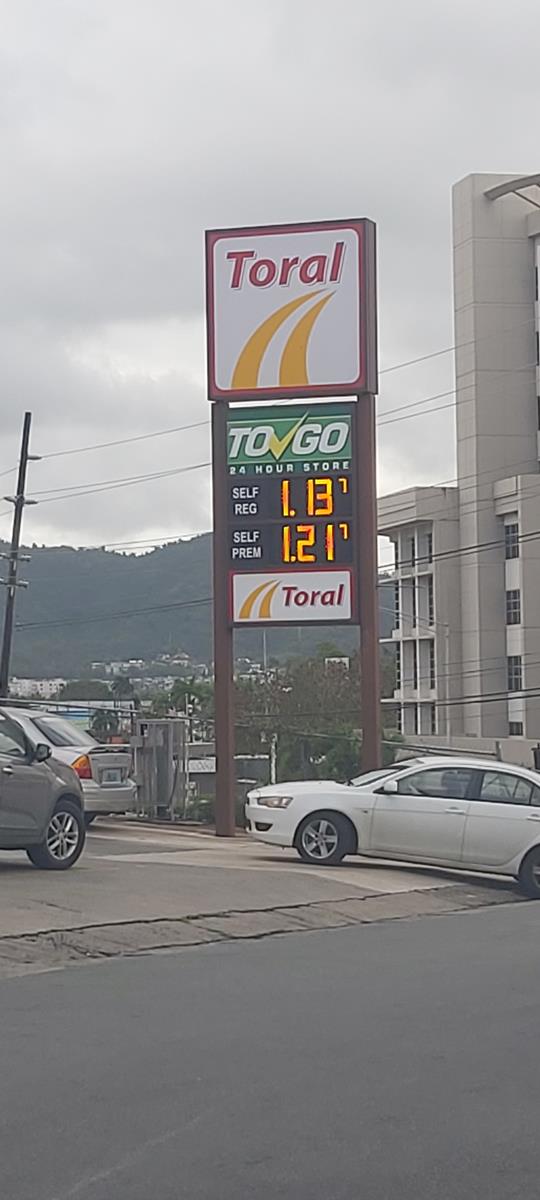 Toral
TO GO
24 HOUR STORE
SELF
REG
1.13⁷
SELF
PREM
1.21⁷
Toral